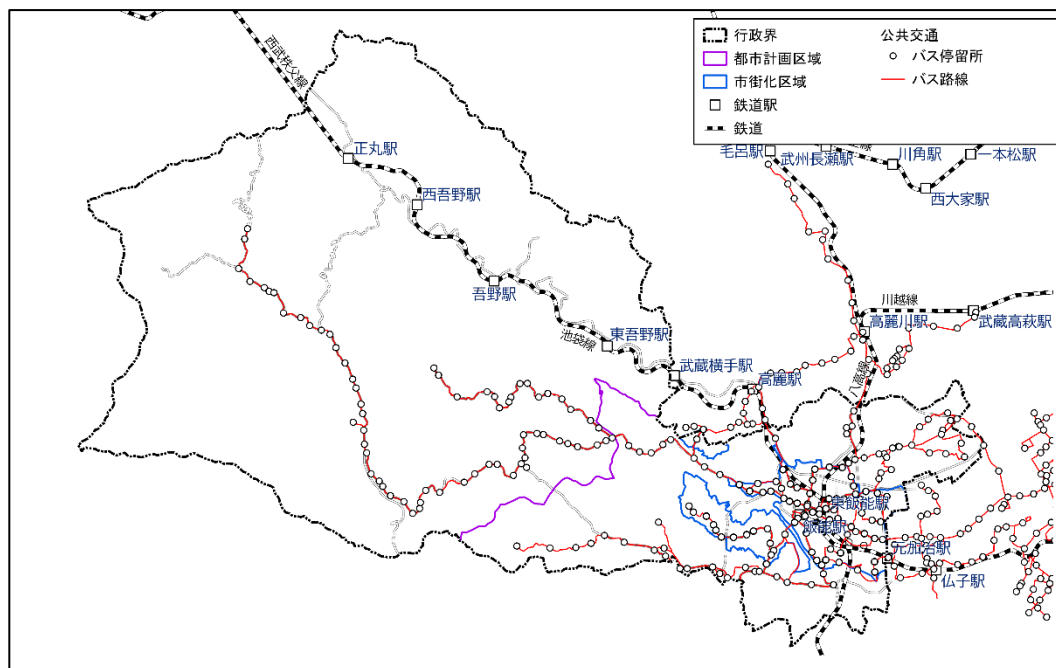 行政界
都市計画区域
市街化区域
鉄道駅
鉄道
公共交通
バス停留所
バス路線
西武秩父線
正丸駅
西吾野駅
吾野駅
東吾野駅
池袋線
武蔵横手駅
高麗駅
毛呂駅
武州長瀬駅
川角駅
一本松駅
西大家駅
川越線
高麗川駅
武蔵高萩駅
八高線
東飯能駅
飯能駅
元加治駅
仏子駅